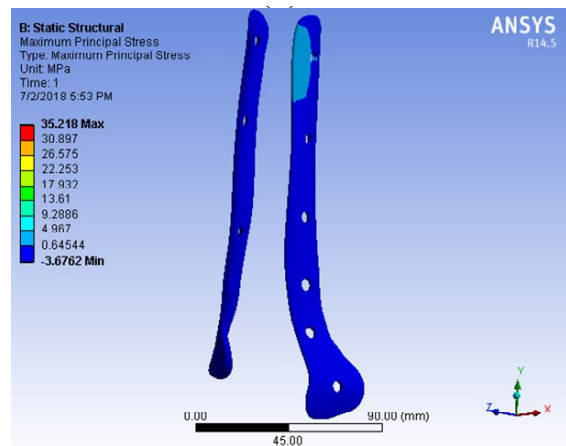 B: Static Structural
Maximum Principal Stress
Type: Maximum Principal Stress
Unit: MPa
Time: 1
7/2/2018 5:53 PM
35.218 Max
30.897
26.575
22.253
17.932
13.61
9.2886
4.967
0.64544
-3.6762 Min
ANSYS
R14.5
0.00
90.00 (mm)
45.00
Y
Z
X